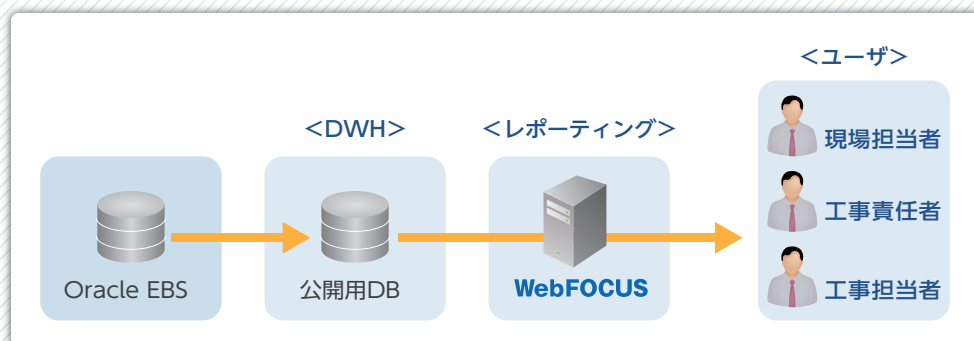 ＜ユーザ＞
＜DWH＞
＜レポーティング＞
現場担当者
工事責任者
工事担当者
Oracle EBS
公開用DB
WebFOCUS